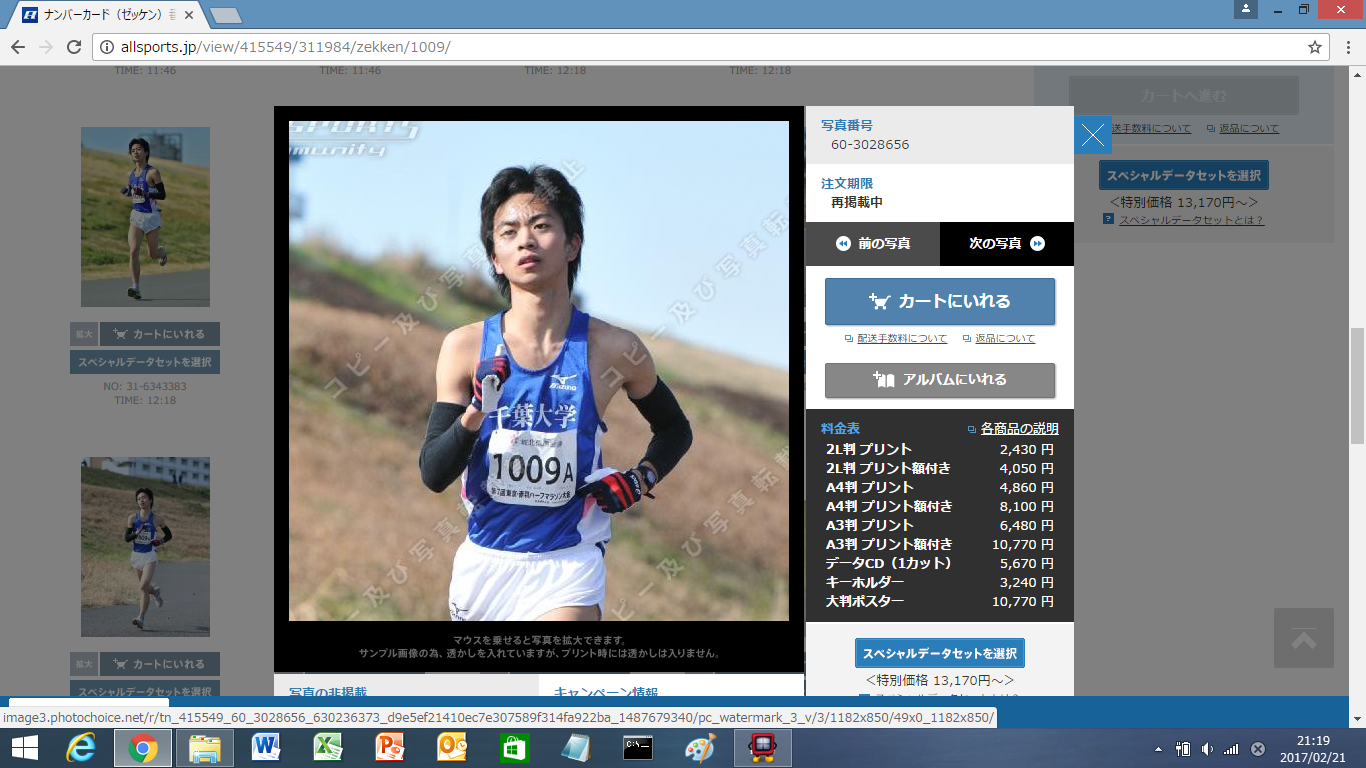 ナンバーカード（ゼッケン）
allsports.jp/view/415549/311984/zekken/1009/
TIME: 11:46
TIME: 11:46
TIME: 12:18
TIME: 12:18
拡大
カートにいれる
スペシャルデータセットを選択
NO: 31-6343383
TIME: 12:18
拡大
カートにいれる
スペシャルデータセットを選択
SPORTS
munity
コピー及び写真転載禁止
千葉大学
MIZUNO
1009A
マウスを乗せると写真を拡大できます。
サンプル画像の為、透かしを入れていますが、プリント時には透かしは入りません。
写真の非掲載
キャンペーン情報
写真番号
60-3028656
注文期限
再掲載中
前の写真
次の写真
カートにいれる
配送手数料について
返品について
アルバムにいれる
料金表
各商品の説明
2L判 プリント 2,430 円
2L判 プリント額付き 4,050 円
A4判 プリント 4,860 円
A4判 プリント額付き 8,100 円
A3判 プリント 6,480 円
A3判 プリント額付き 10,770 円
データCD（1カット） 5,670 円
キーホルダー 3,240 円
大判ポスター 10,770 円
スペシャルデータセットを選択
＜特別価格 13,170円～＞
カートへ進む
送手数料について
返品について
スペシャルデータセットを選択
＜特別価格 13,170円～＞
スペシャルデータセットとは？
image3.photochoice.net/r/tn_415549_60_3028656_630236373_d9e5ef21410ec7e307589f314fa922ba_1487679340/pc_watermark_3_v/3/1182x850/49x0_1182x850/
21:19
2017/02/21